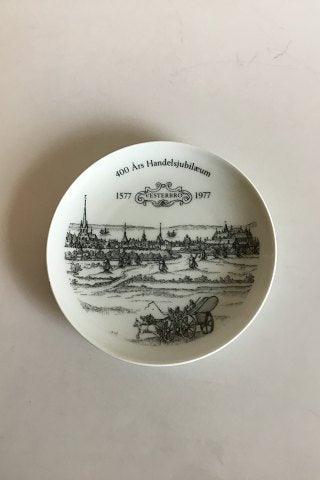 400 Års Handelsjubilæum
1577 VESTERBRO 1977